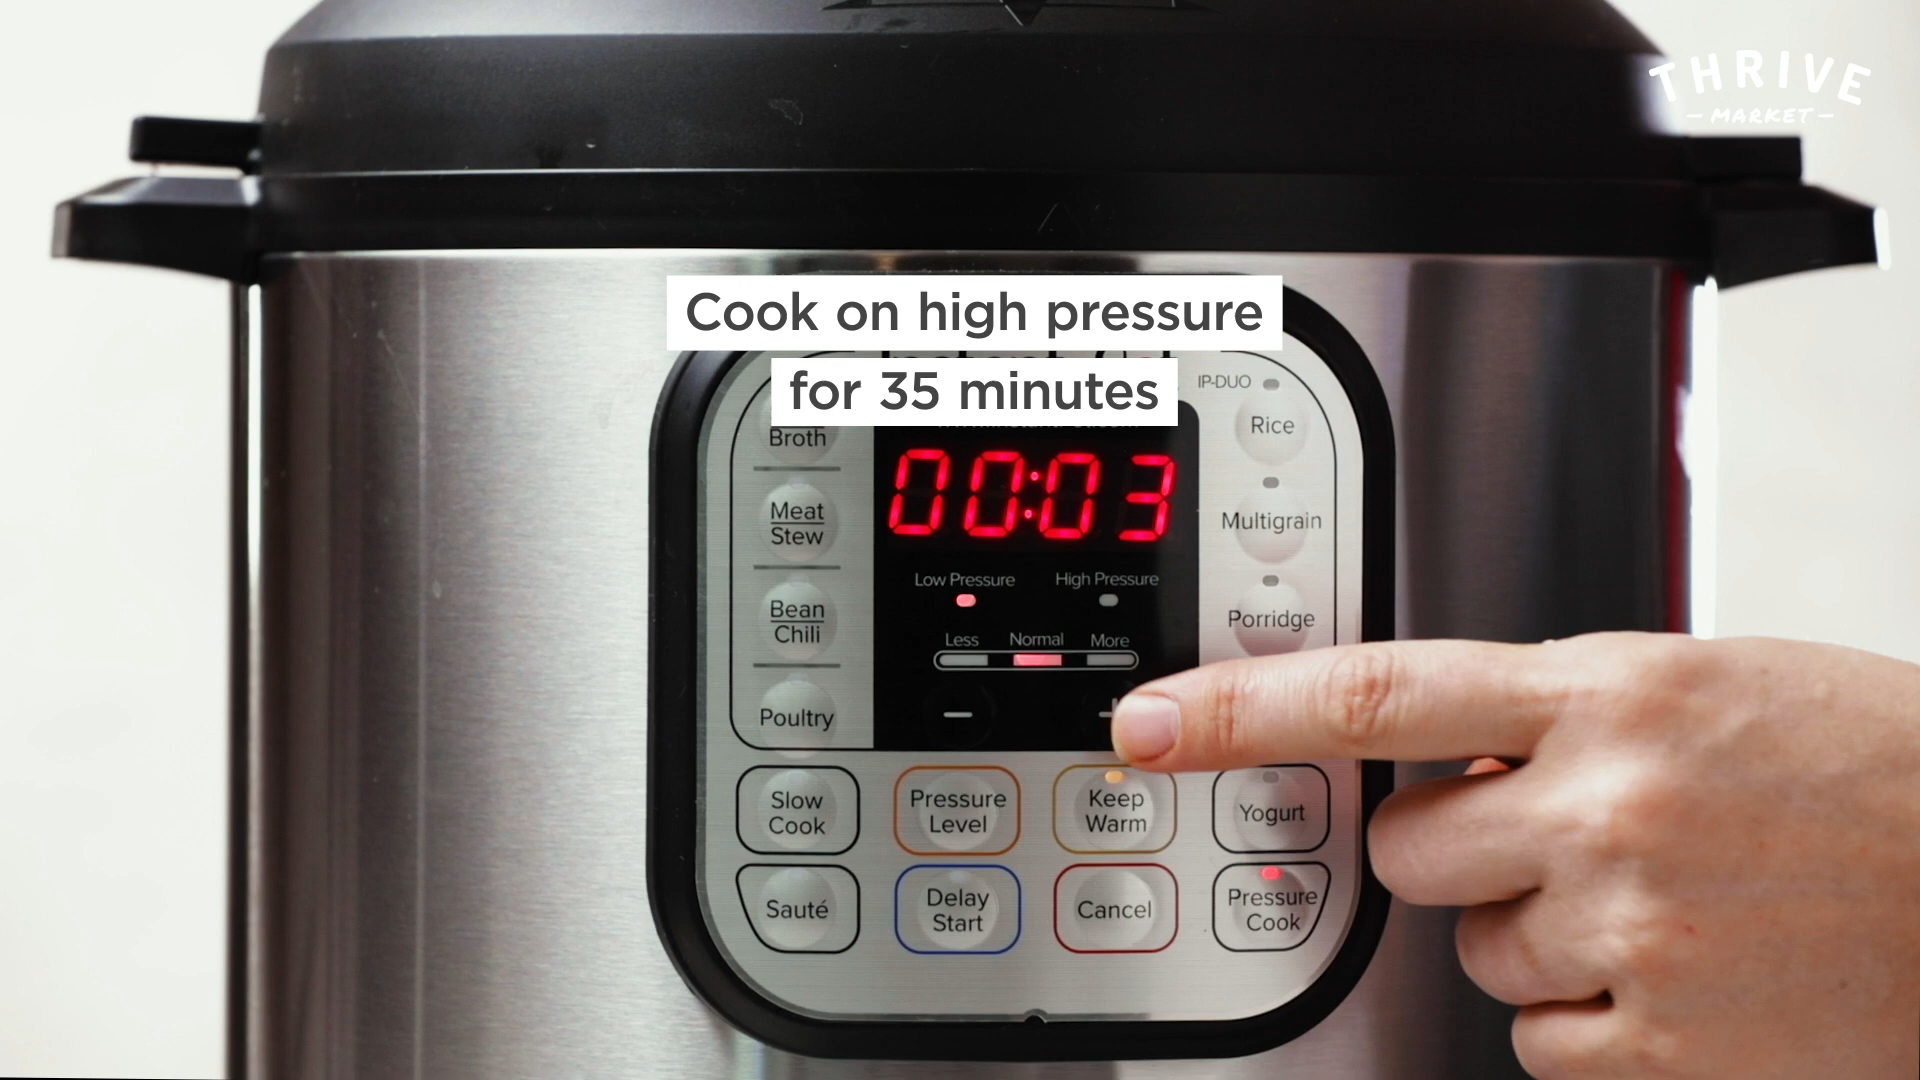 THRIVE
MARKET
Cook on high pressure
for 35 minutes
IP-DUO
Broth
Rice
00:03
Meat
Stew
Multigrain
Low Pressure
High Pressure
Bean
Chili
Porridge
Less
Normal
More
Poultry
−
+
Slow
Cook
Pressure
Level
Keep
Warm
Yogurt
Sauté
Delay
Start
Cancel
Pressure
Cook